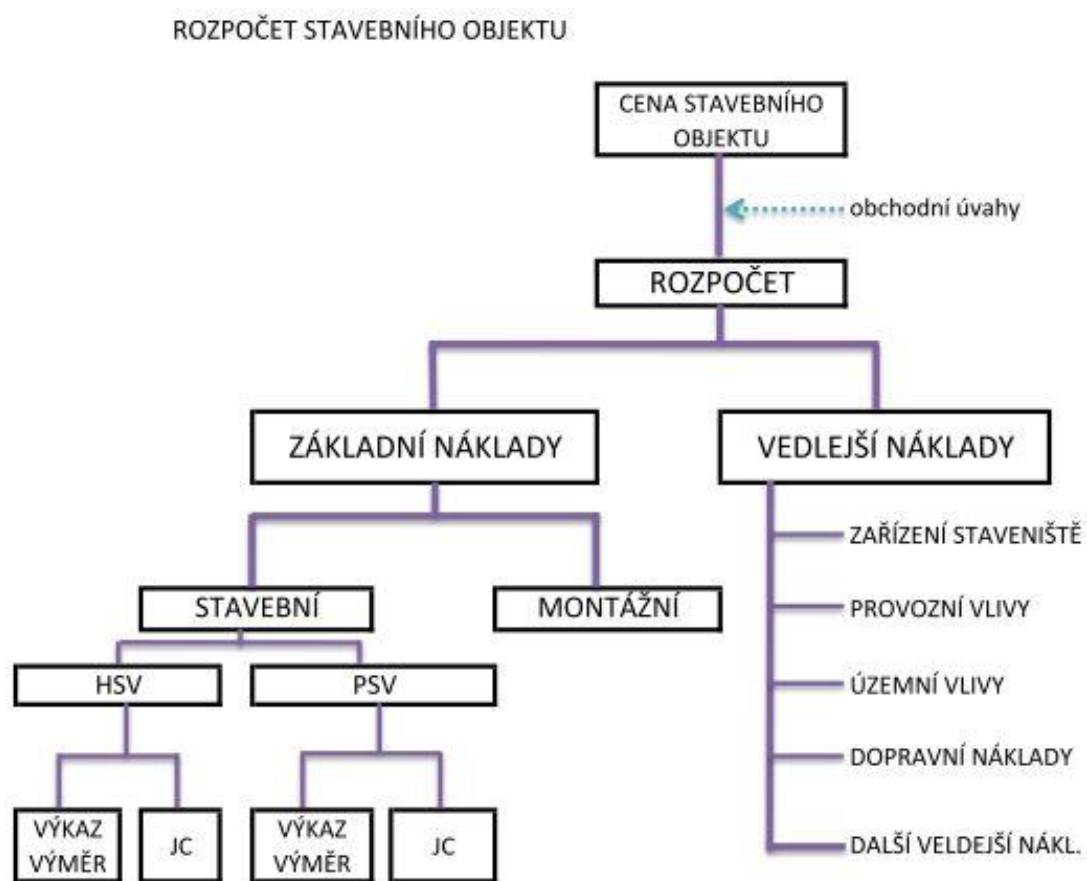 ROZPOČET STAVEBNÍHO OBJEKTU
CENA STAVEBNÍHO
OBJEKTU
obchodní úvahy
ROZPOČET
ZÁKLADNÍ NÁKLADY
VEDLEJŠÍ NÁKLADY
ZAŘÍZENÍ STAVENIŠTĚ
STAVEBNÍ
MONTÁŽNÍ
PROVOZNÍ VLIVY
HSV
PSV
ÚZEMNÍ VLIVY
DOPRAVNÍ NÁKLADY
VÝKAZ
VÝMĚR
JC
VÝKAZ
VÝMĚR
JC
DALŠÍ VELDEJŠÍ NÁKL.